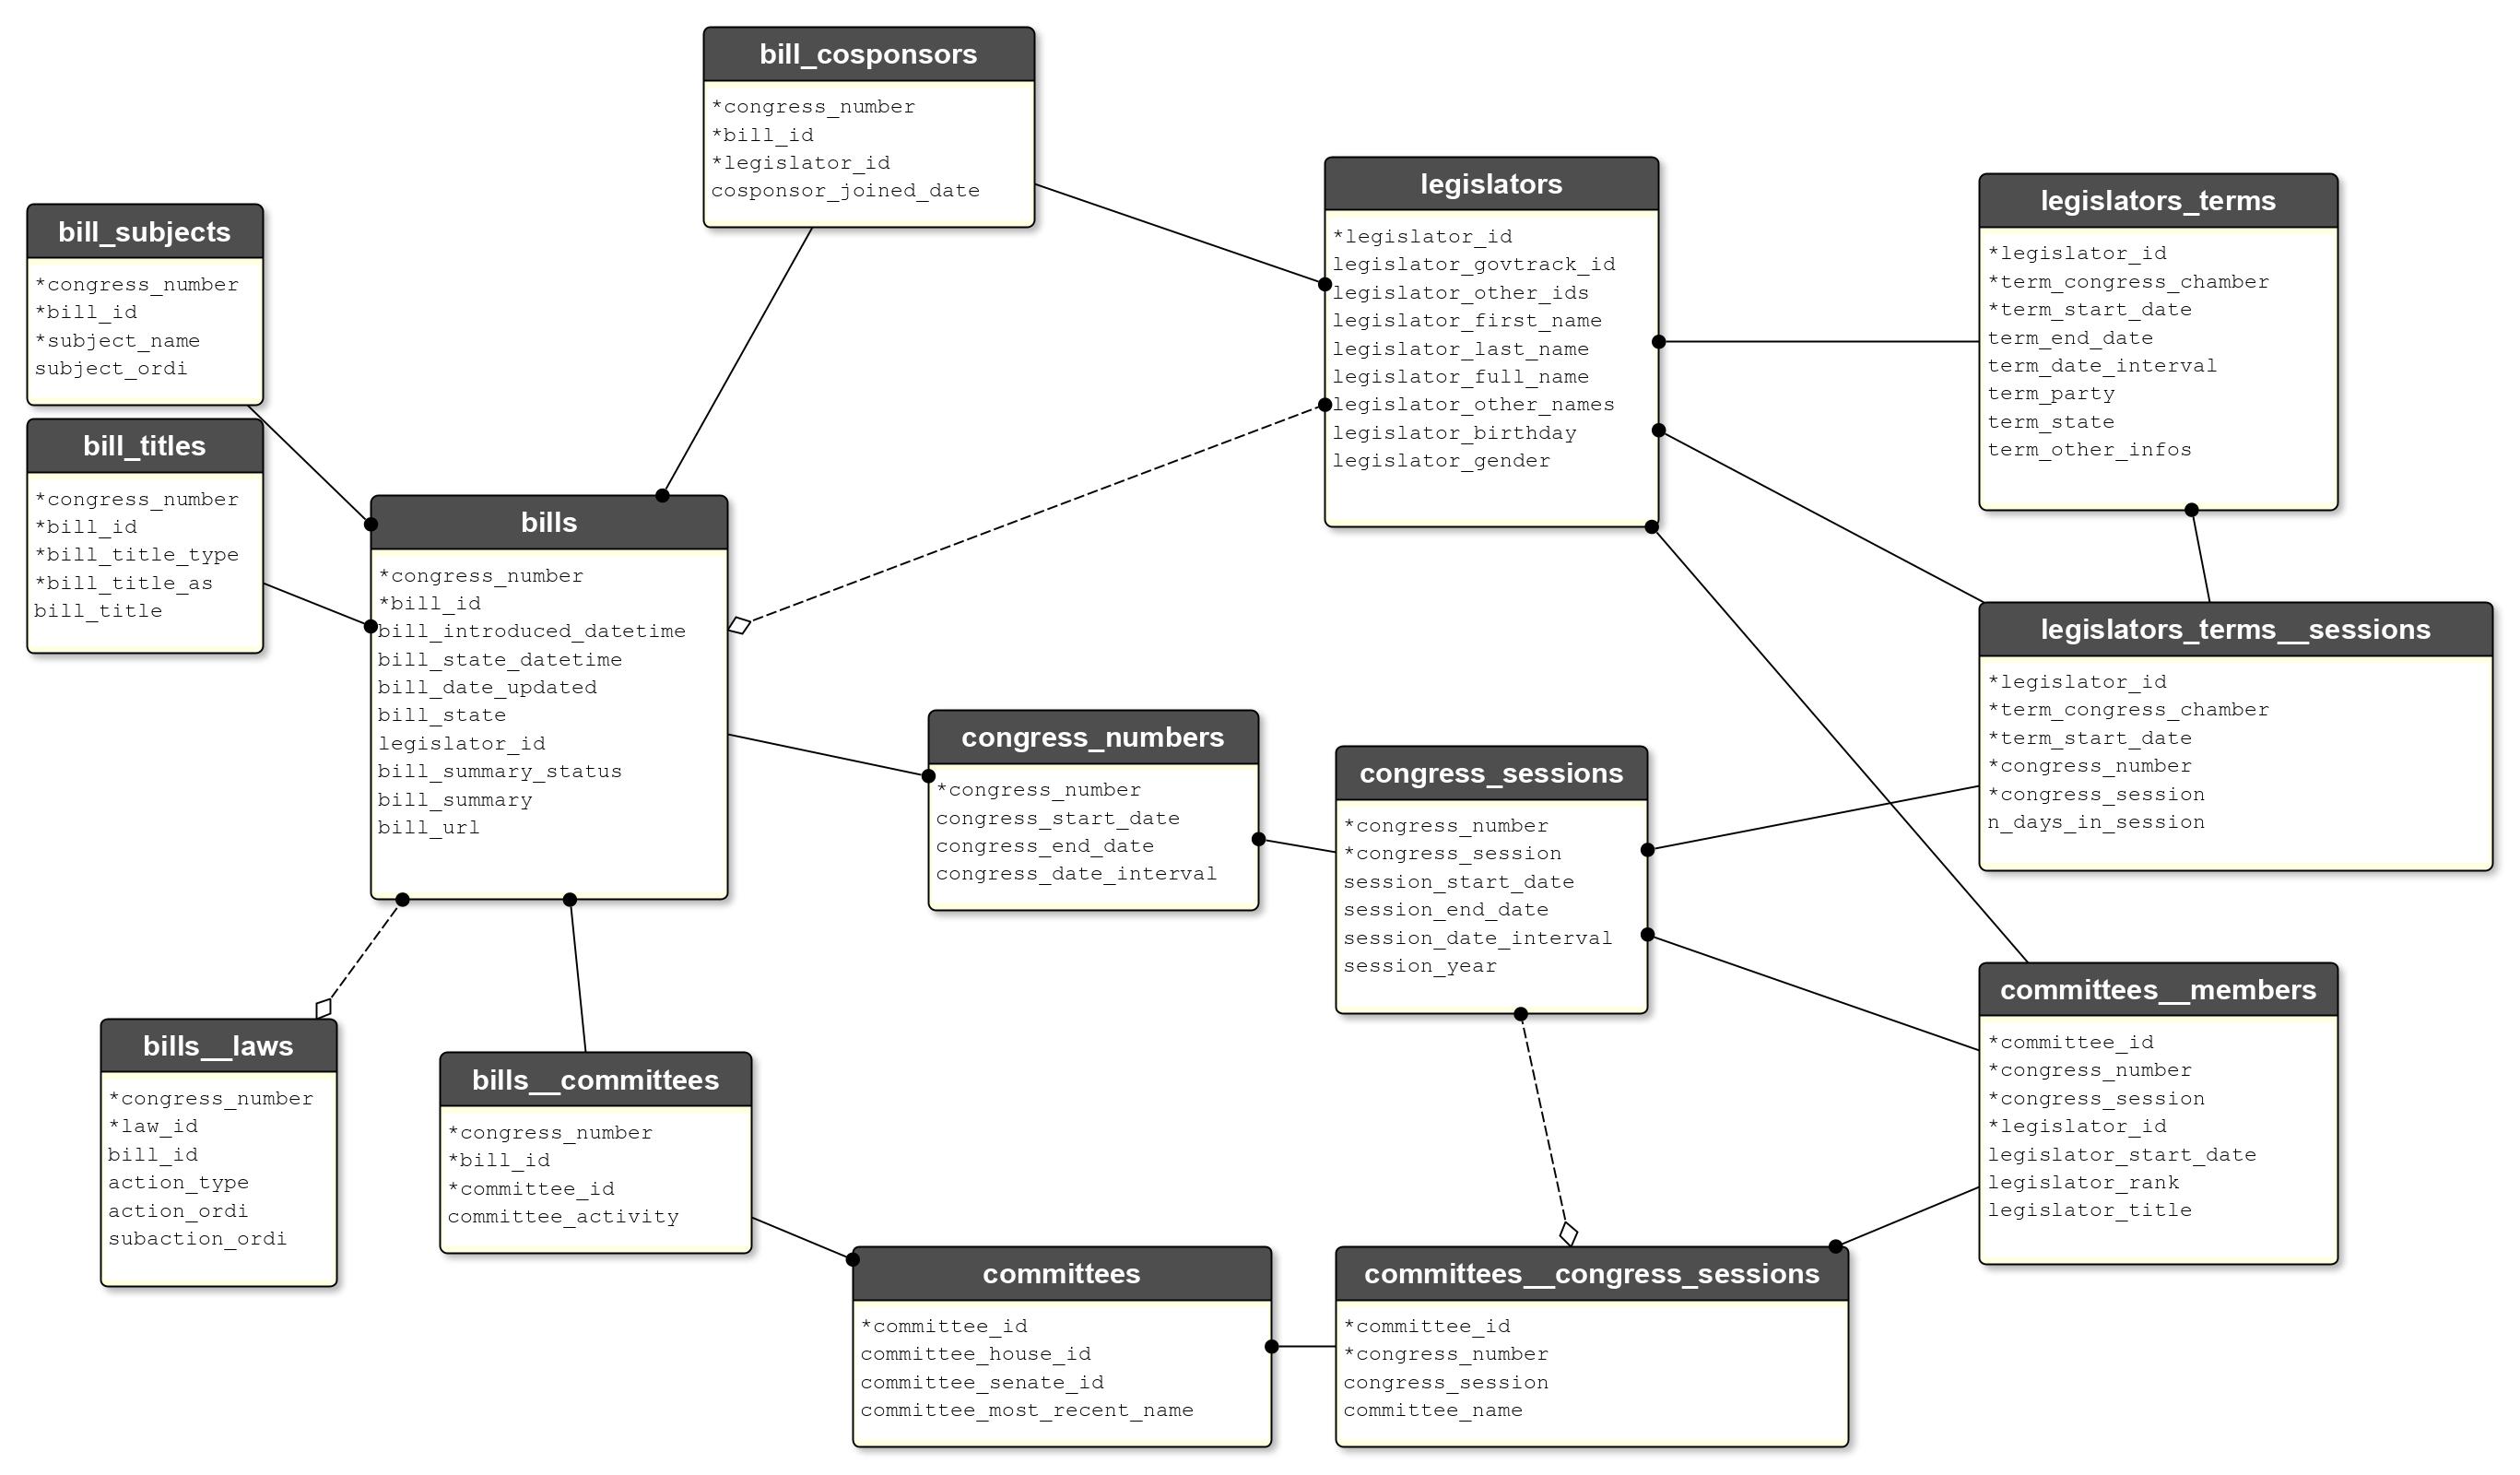 bill_cosponsors
*congress_number
*bill_id
*legislator_id
cosponsor_joined_date
legislators
*legislator_id
legislator_govtrack_id
legislator_other_ids
legislator_first_name
legislator_last_name
legislator_full_name
legislator_other_names
legislator_birthday
legislator_gender
legislators_terms
*legislator_id
*term_congress_chamber
*term_start_date
term_end_date
term_date_interval
term_party
term_state
term_other_infos
bill_subjects
*congress_number
*bill_id
*subject_name
subject_ordi
bill_titles
*congress_number
*bill_id
*bill_title_type
*bill_title_as
bill_title
bills
*congress_number
*bill_id
bill_introduced_datetime
bill_state_datetime
bill_date_updated
bill_state
legislator_id
bill_summary_status
bill_summary
bill_url
legislators_terms__sessions
*legislator_id
*term_congress_chamber
*term_start_date
*congress_number
*congress_session
n_days_in_session
congress_numbers
*congress_number
congress_start_date
congress_end_date
congress_date_interval
congress_sessions
*congress_number
*congress_session
session_start_date
session_end_date
session_date_interval
session_year
committees__members
*committee_id
*congress_number
*congress_session
*legislator_id
legislator_start_date
legislator_rank
legislator_title
bills__laws
*congress_number
*law_id
bill_id
action_type
action_ordi
subaction_ordi
bills__committees
*congress_number
*bill_id
*committee_id
committee_activity
committees
*committee_id
committee_house_id
committee_senate_id
committee_most_recent_name
committees__congress_sessions
*committee_id
*congress_number
congress_session
committee_name